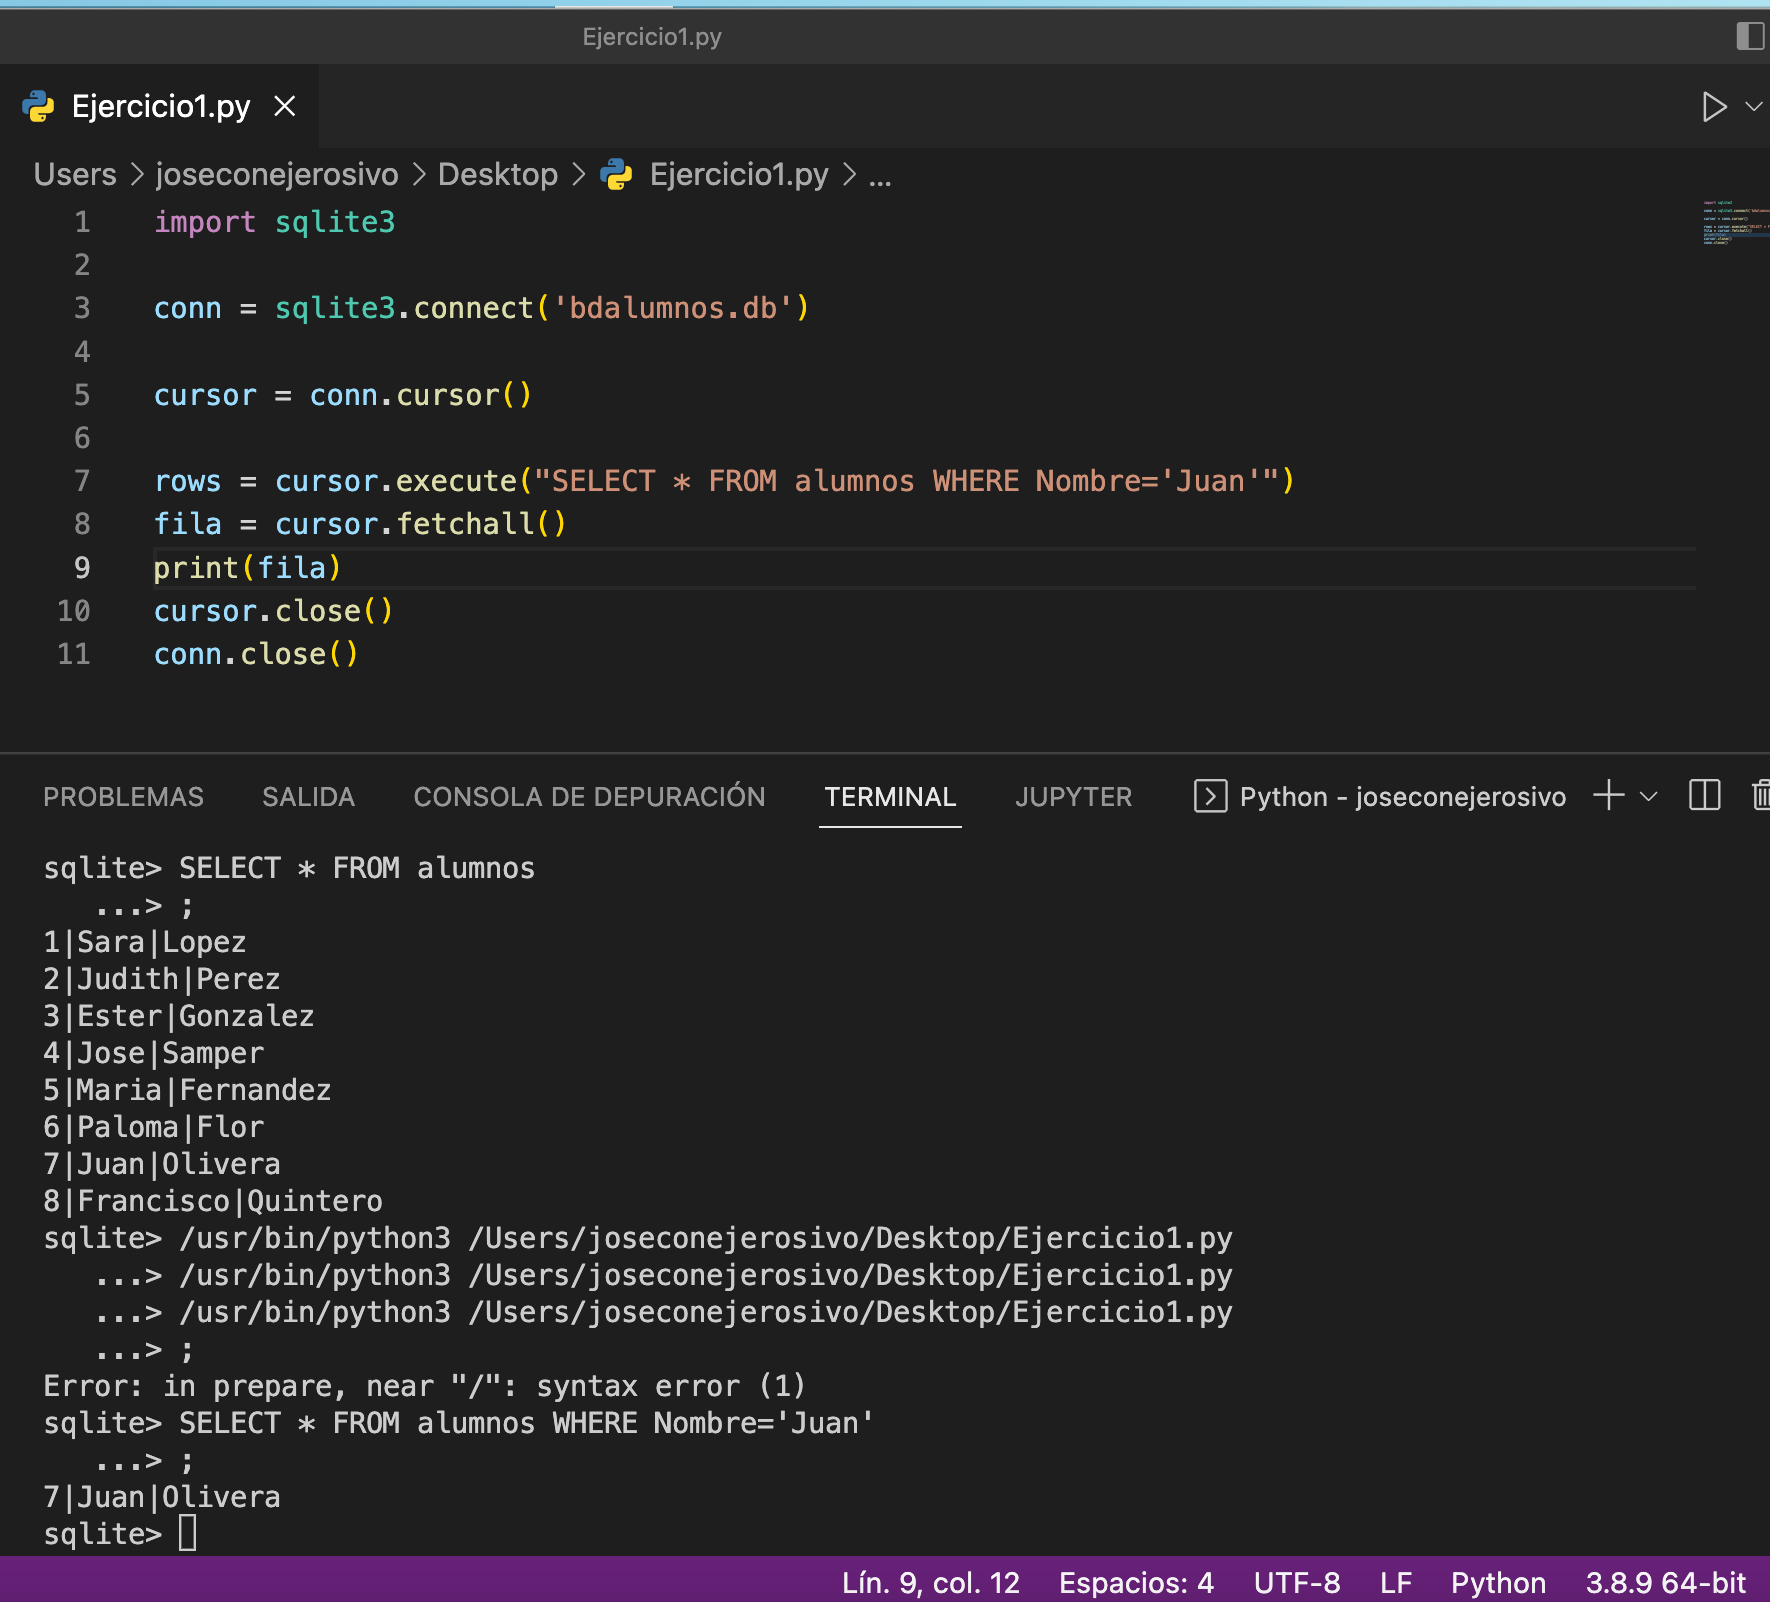 Ejercicio1.py
Ejercicio1.py
Users > joseconejerosivo > Desktop > Ejercicio1.py > ...
1 import sqlite3
2
3 conn = sqlite3.connect('bdalumnos.db')
4
5 cursor = conn.cursor()
6
7 rows = cursor.execute("SELECT * FROM alumnos WHERE Nombre='Juan'")
8 fila = cursor.fetchall()
9 print(fila)
10 cursor.close()
11 conn.close()
PROBLEMAS SALIDA CONSOLA DE DEPURACIÓN TERMINAL JUPYTER Python - joseconejerosivo
sqlite> SELECT * FROM alumnos
...> ;
1|Sara|Lopez
2|Judith|Perez
3|Ester|Gonzalez
4|Jose|Samper
5|Maria|Fernandez
6|Paloma|Flor
7|Juan|Olivera
8|Francisco|Quintero
sqlite> /usr/bin/python3 /Users/joseconejerosivo/Desktop/Ejercicio1.py
...> /usr/bin/python3 /Users/joseconejerosivo/Desktop/Ejercicio1.py
...> /usr/bin/python3 /Users/joseconejerosivo/Desktop/Ejercicio1.py
...> ;
Error: in prepare, near "/": syntax error (1)
sqlite> SELECT * FROM alumnos WHERE Nombre='Juan'
...> ;
7|Juan|Olivera
sqlite>
Lín. 9, col. 12 Espacios: 4 UTF-8 LF Python 3.8.9 64-bit